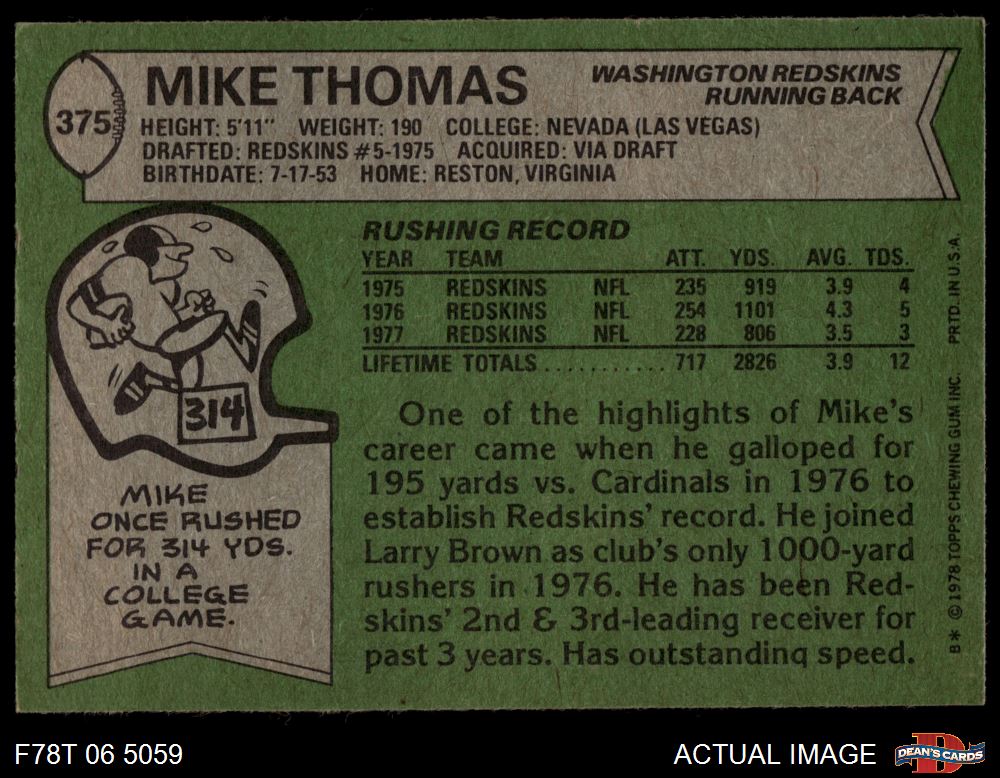 375
MIKE THOMAS
WASHINGTON REDSKINS
RUNNING BACK
HEIGHT: 5'11" WEIGHT: 190 COLLEGE: NEVADA (LAS VEGAS)
DRAFTED: REDSKINS #5-1975 ACQUIRED: VIA DRAFT
BIRTHDATE: 7-17-53 HOME: RESTON, VIRGINIA
RUSHING RECORD
YEAR TEAM ATT. YDS. AVG. TDS.
1975 REDSKINS NFL 235 919 3.9 4
1976 REDSKINS NFL 254 1101 4.3 5
1977 REDSKINS NFL 228 806 3.5 3
LIFETIME TOTALS........... 717 2826 3.9 12
One of the highlights of Mike's
career came when he galloped for
195 yards vs. Cardinals in 1976 to
establish Redskins' record. He joined
Larry Brown as club's only 1000-yard
rushers in 1976. He has been Red-
skins' 2nd & 3rd-leading receiver for
past 3 years. Has outstanding speed.
314
MIKE
ONCE RUSHED
FOR 314 YDS.
IN A
COLLEGE
GAME.
B* © 1978 TOPPS CHEWING GUM INC. PRTD. IN U.S.A.
F78T 06 5059
ACTUAL IMAGE
DEAN'S CARDS